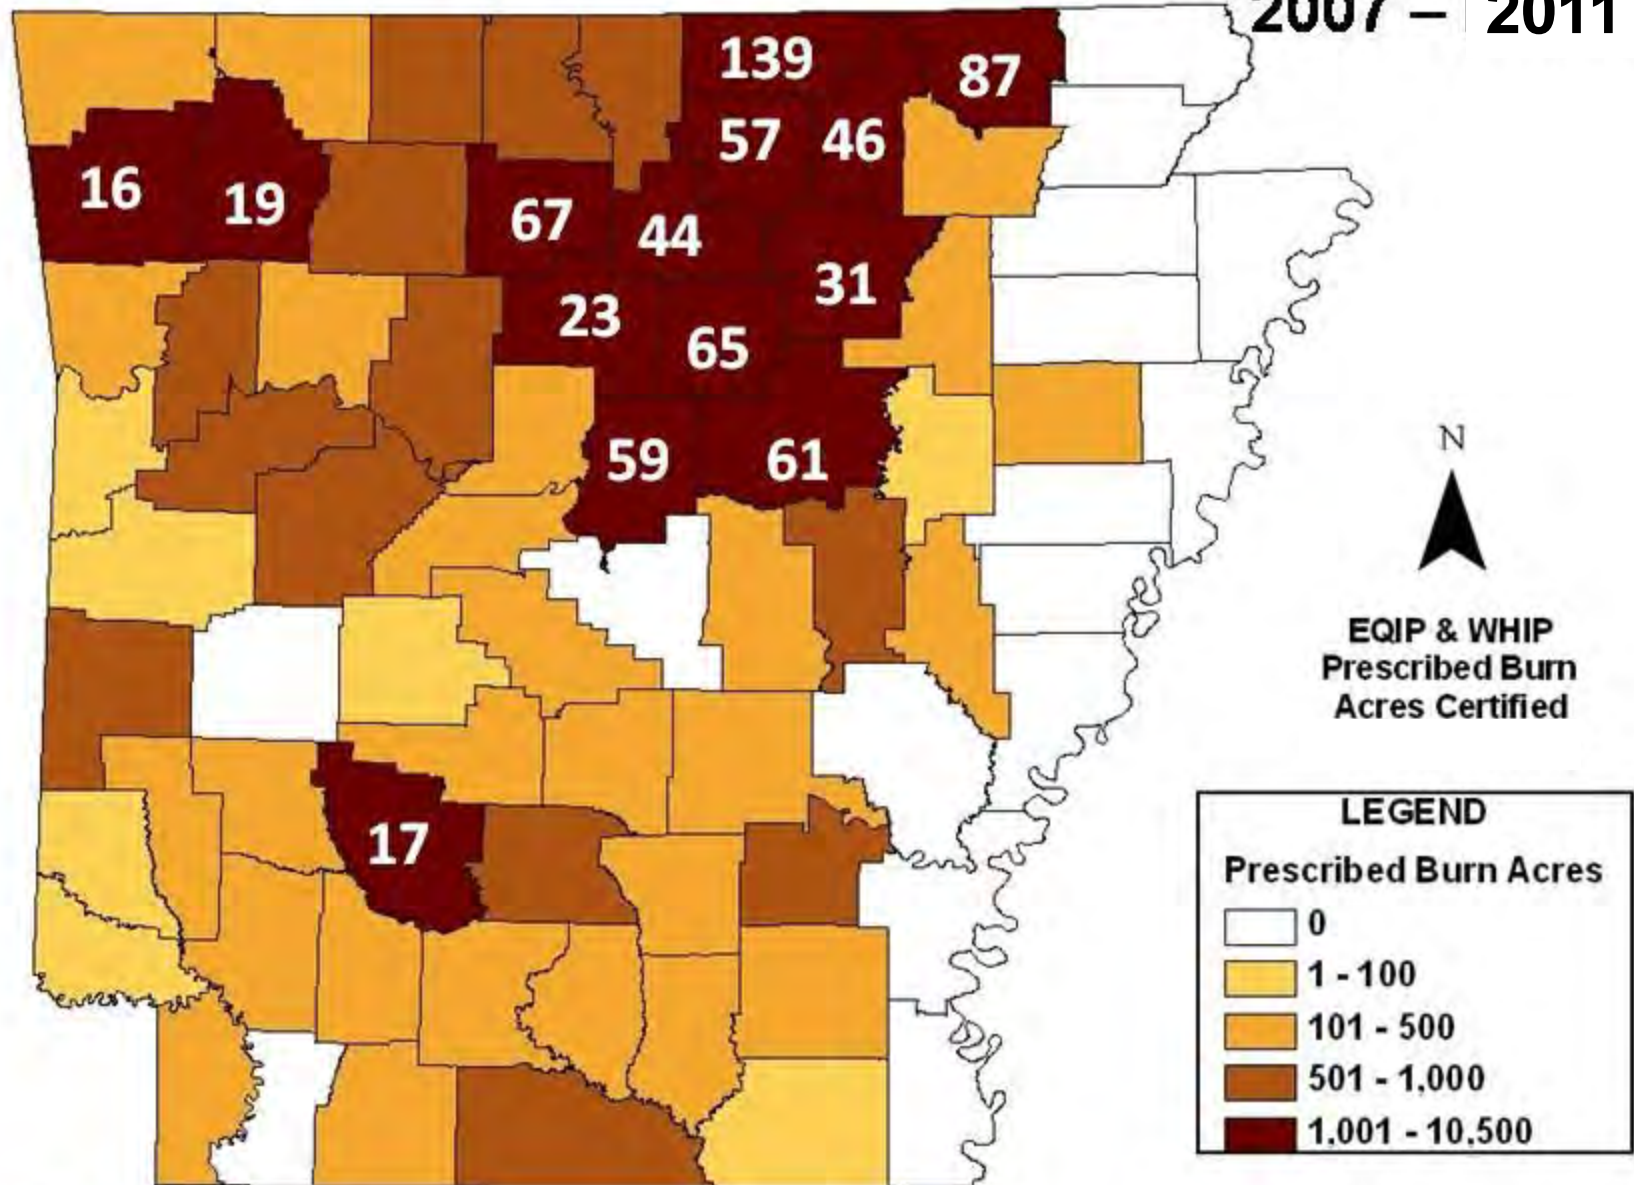 2007 – 2011
139
87
57 46
16
19
67
44
31
23
65
59
61
N
EQIP & WHIP
Prescribed Burn
Acres Certified
17
LEGEND
Prescribed Burn Acres
0
1 - 100
101 - 500
501 - 1,000
1,001 - 10,500